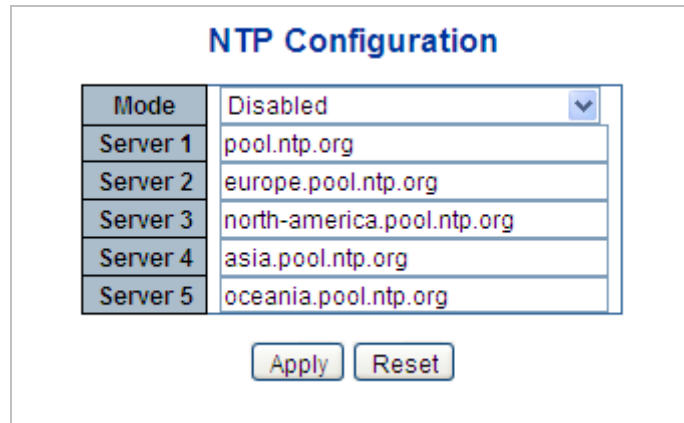 NTP Configuration
Mode Disabled
Server 1 pool.ntp.org
Server 2 europe.pool.ntp.org
Server 3 north-america.pool.ntp.org
Server 4 asia.pool.ntp.org
Server 5 oceania.pool.ntp.org
Apply Reset